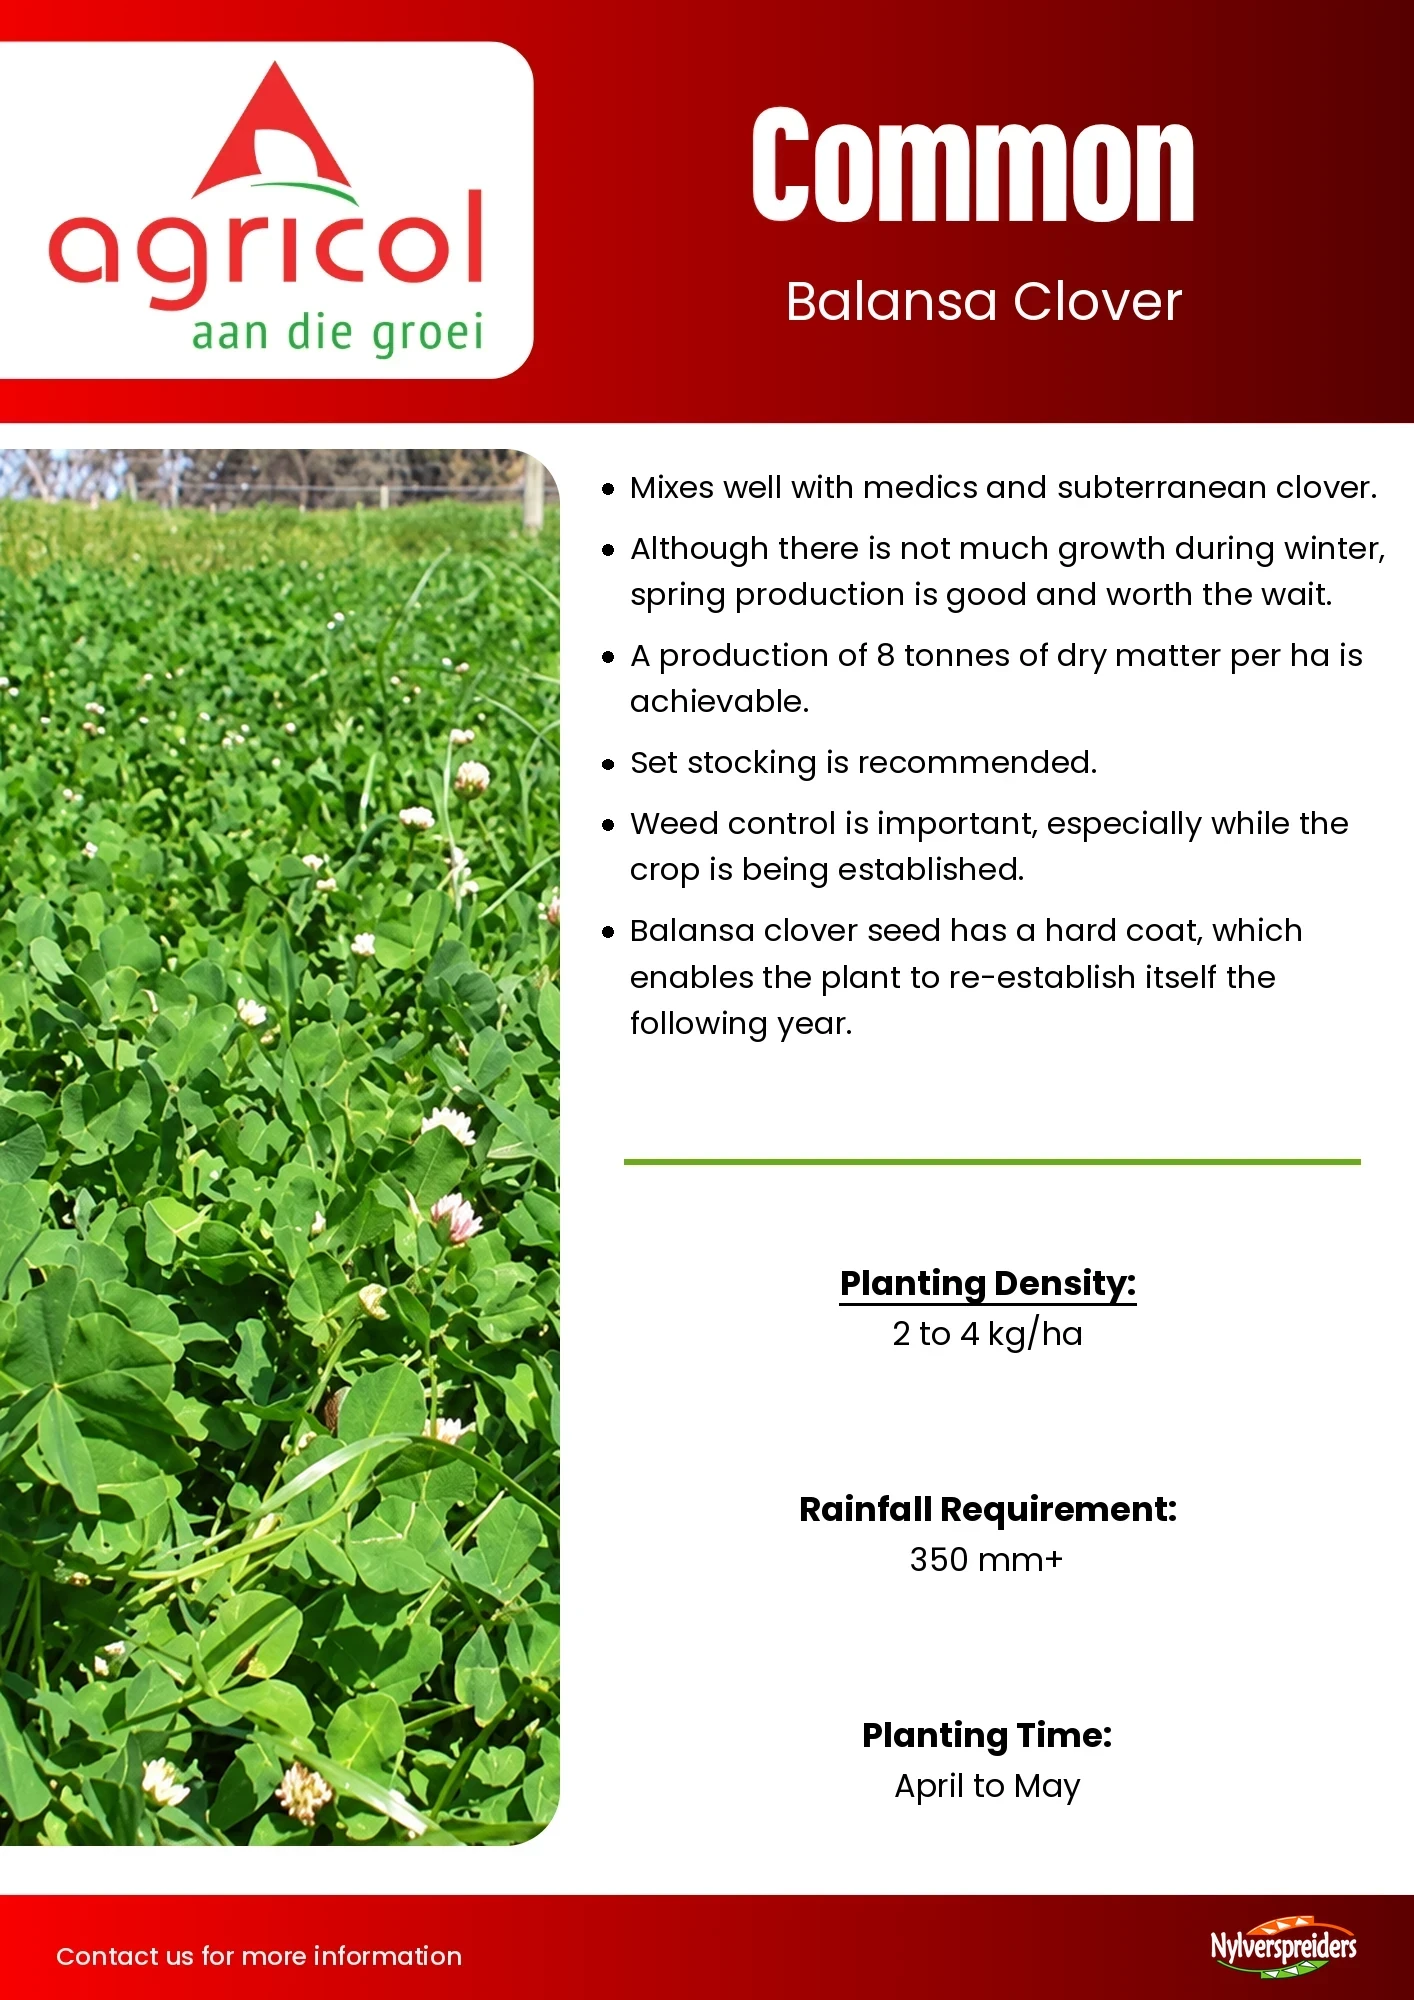 agricol
aan die groei
Common
Balansa Clover
• Mixes well with medics and subterranean clover.
• Although there is not much growth during winter,
spring production is good and worth the wait.
• A production of 8 tonnes of dry matter per ha is
achievable.
• Set stocking is recommended.
• Weed control is important, especially while the
crop is being established.
• Balansa clover seed has a hard coat, which
enables the plant to re-establish itself the
following year.
Planting Density:
2 to 4 kg/ha
Rainfall Requirement:
350 mm+
Planting Time:
April to May
Contact us for more information
Nylverspreiders